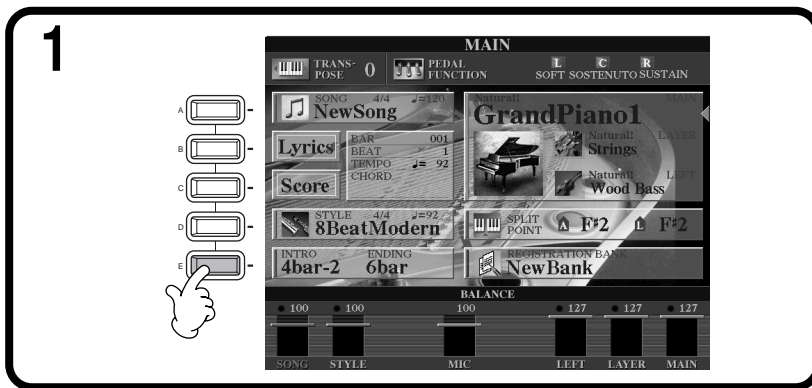 1
MAIN
TRANS-
POSE 0
PEDAL
FUNCTION
L C R
SOFT SOSTENUTO SUSTAIN
A
B
C
D
E
SONG 4/4 ♩=120
NewSong
Lyrics
Score
BAR 001
BEAT 1
TEMPO ♩= 92
CHORD
STYLE 4/4 ♩=92
8BeatModern
INTRO ENDING
4bar-2 6bar
Natural! MAIN
GrandPiano1
Natural! LAYER
Strings
Natural! LEFT
Wood Bass
SPLIT
POINT A F#2 L F#2
REGISTRATION BANK
NewBank
BALANCE
100 100 100 127 127 127
SONG STYLE MIC LEFT LAYER MAIN